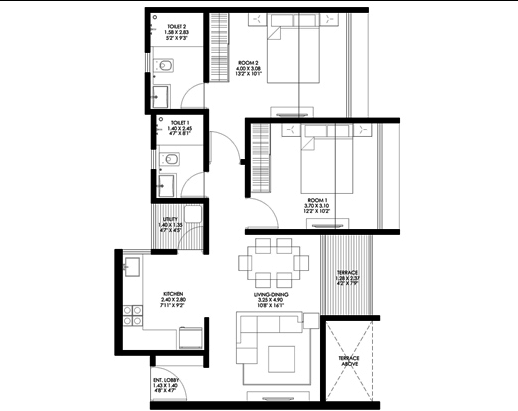 TOILET 2
1.58 X 2.83
5'2" X 9'3"
ROOM 2
4.00 X 3.08
13'2" X 10'1"
TOILET 1
1.40 X 2.45
4'7" X 8'1"
ROOM 1
3.70 X 3.10
12'2" X 10'2"
UTILITY
1.40 X 1.35
4'7" X 4'5"
TERRACE
1.28 X 2.37
4'2" X 7'9"
KITCHEN
2.40 X 2.80
7'11" X 9'2"
LIVING-DINING
3.25 X 4.90
10'8" X 16'1"
TERRACE
ABOVE
ENT. LOBBY
1.43 X 1.40
4'8" X 4'7"